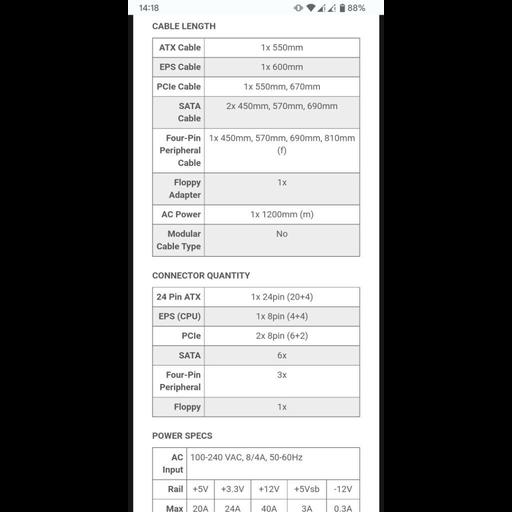 14:18
88%
CABLE LENGTH
ATX Cable 1x 550mm
EPS Cable 1x 600mm
PCIe Cable 1x 550mm, 670mm
SATA 2x 450mm, 570mm, 690mm
Cable
Four-Pin 1x 450mm, 570mm, 690mm, 810mm
Peripheral (f)
Cable
Floppy 1x
Adapter
AC Power 1x 1200mm (m)
Modular No
Cable Type
CONNECTOR QUANTITY
24 Pin ATX 1x 24pin (20+4)
EPS (CPU) 1x 8pin (4+4)
PCIe 2x 8pin (6+2)
SATA 6x
Four-Pin 3x
Peripheral
Floppy 1x
POWER SPECS
AC 100-240 VAC, 8/4A, 50-60Hz
Input
Rail +5V +3.3V +12V +5Vsb -12V
Max 20A 24A 40A 3A 0.3A